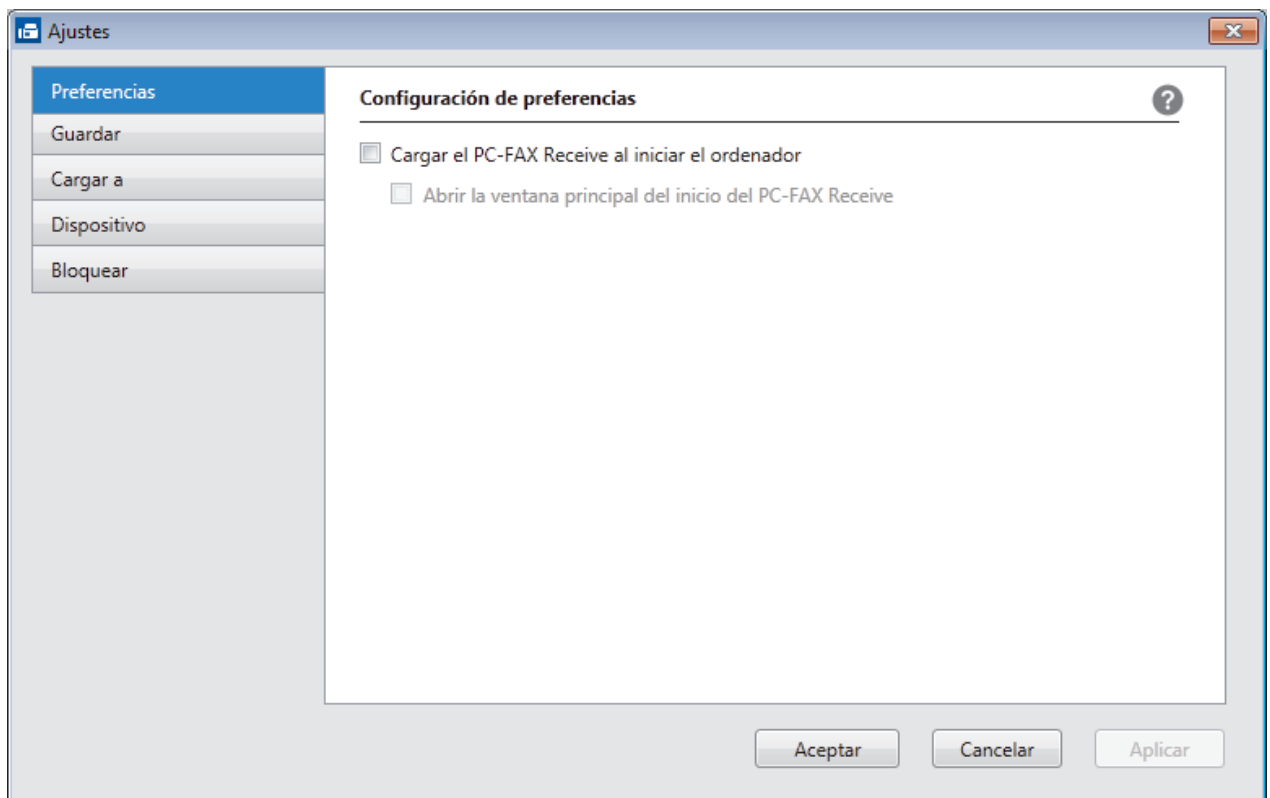 Ajustes
Preferencias
Guardar
Cargar a
Dispositivo
Bloquear
Configuración de preferencias
?
Cargar el PC-FAX Receive al iniciar el ordenador
Abrir la ventana principal del inicio del PC-FAX Receive
Aceptar
Cancelar
Aplicar